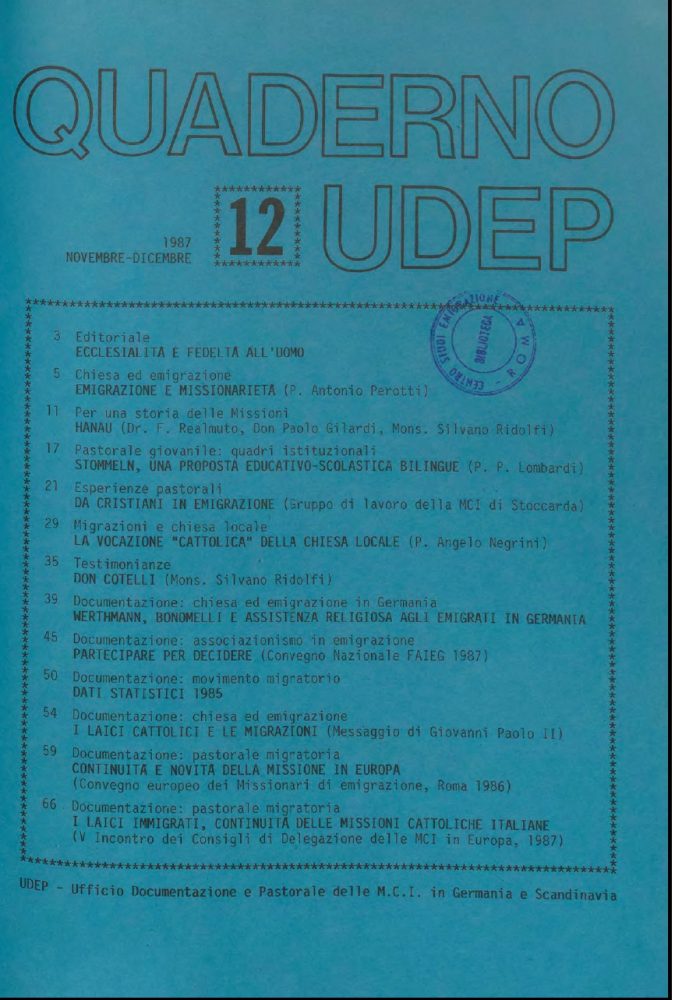 QUADERNO
UDEP
12
1987
NOVEMBRE-DICEMBRE
CENTRO STUDI EMIGRAZIONE - ROMA
BIBLIOTECA
3 Editoriale
ECCLESIALITÀ E FEDELTÀ ALL'UOMO
5 Chiesa ed emigrazione
EMIGRAZIONE E MISSIONARIETÀ (P. Antonio Perotti)
11 Per una storia delle Missioni
HANAU (Dr. F. Realmuto, Don Paolo Gilardi, Mons. Silvano Ridolfi)
17 Pastorale giovanile: quadri istituzionali
STOMMELN, UNA PROPOSTA EDUCATIVO-SCOLASTICA BILINGUE (P. P. Lombardi)
21 Esperienze pastorali
DA CRISTIANI IN EMIGRAZIONE (Gruppo di lavoro della MCI di Stoccarda)
29 Migrazioni e chiesa locale
LA VOCAZIONE "CATTOLICA" DELLA CHIESA LOCALE (P. Angelo Negrini)
35 Testimonianze
DON COTELLI (Mons. Silvano Ridolfi)
39 Documentazione: chiesa ed emigrazione in Germania
WERTHMANN, BONOMELLI E ASSISTENZA RELIGIOSA AGLI EMIGRATI IN GERMANIA
45 Documentazione: associazionismo in emigrazione
PARTECIPARE PER DECIDERE (Convegno Nazionale FAIEG 1987)
50 Documentazione: movimento migratorio
DATI STATISTICI 1985
54 Documentazione: chiesa ed emigrazione
I LAICI CATTOLICI E LE MIGRAZIONI (Messaggio di Giovanni Paolo II)
59 Documentazione: pastorale migratoria
CONTINUITÀ E NOVITÀ DELLA MISSIONE IN EUROPA
(Convegno europeo dei Missionari di emigrazione, Roma 1986)
66 Documentazione: pastorale migratoria
I LAICI IMMIGRATI, CONTINUITÀ DELLE MISSIONI CATTOLICHE ITALIANE
(V Incontro dei Consigli di Delegazione delle MCI in Europa, 1987)
UDEP - Ufficio Documentazione e Pastorale delle M.C.I. in Germania e Scandinavia